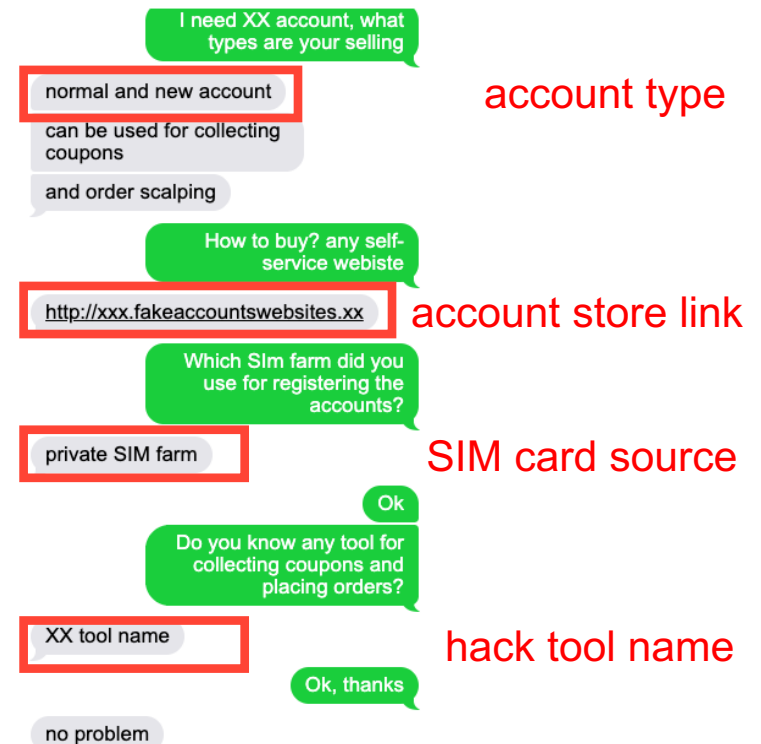 I need XX account, what
types are your selling
normal and new account
account type
can be used for collecting
coupons
and order scalping
How to buy? any self-
service webiste
http://xxx.fakeaccountswebsites.xx
account store link
Which SIm farm did you
use for registering the
accounts?
private SIM farm
SIM card source
Ok
Do you know any tool for
collecting coupons and
placing orders?
XX tool name
hack tool name
Ok, thanks
no problem